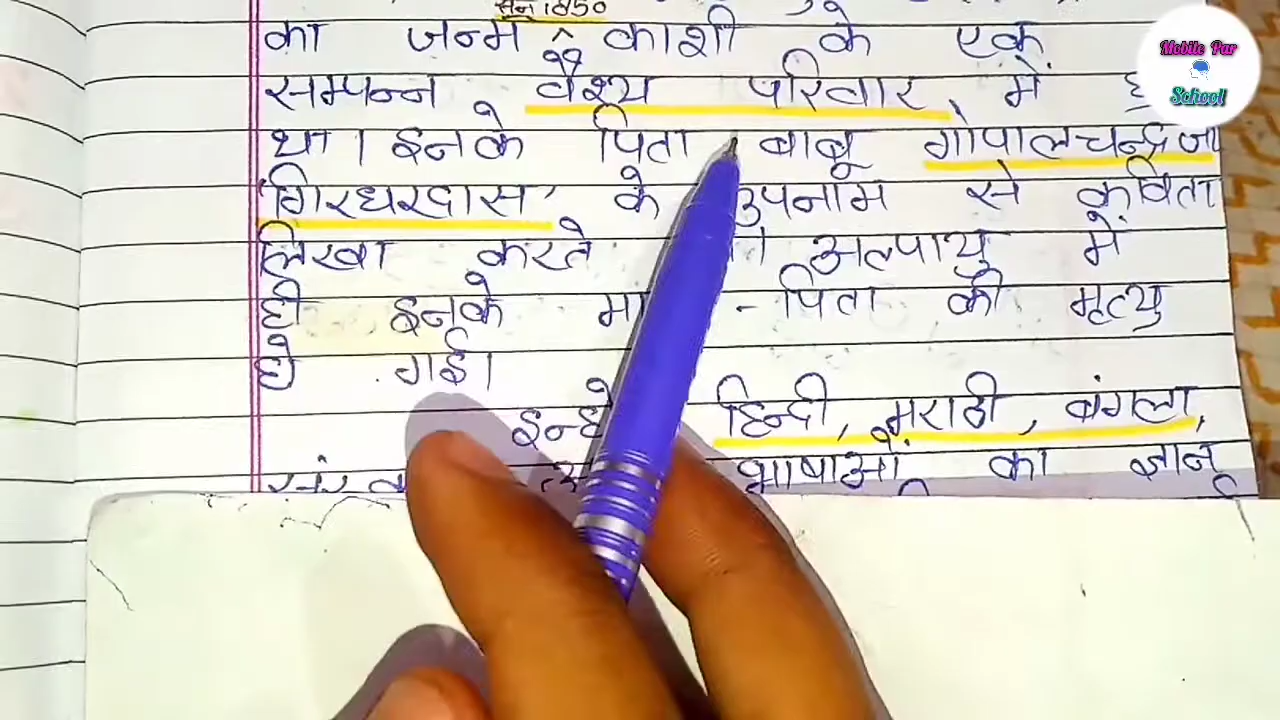 सन् 1850
का जन्म ^ काशी के एक
सम्पन्न वैश्य परिवार में
था। इनके पिता बाबू गोपालचन्द्र जी
'गिरधरदास' के उपनाम से कविता
लिखा करते अल्पायु में
ही इनके पिता की मृत्यु
हो गई।
इन्हें हिन्दी, मराठी, बंगला,
भाषाओं का ज्ञान
Mobile Par
School